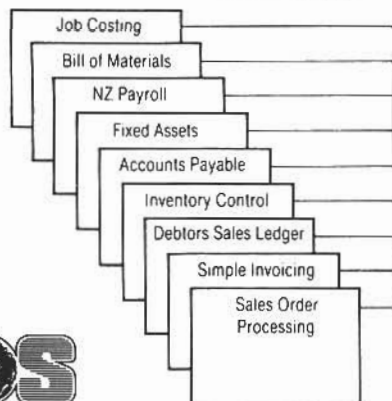 Job Costing
Bill of Materials
NZ Payroll
Fixed Assets
Accounts Payable
Inventory Control
Debtors Sales Ledger
Simple Invoicing
Sales Order
Processing
S